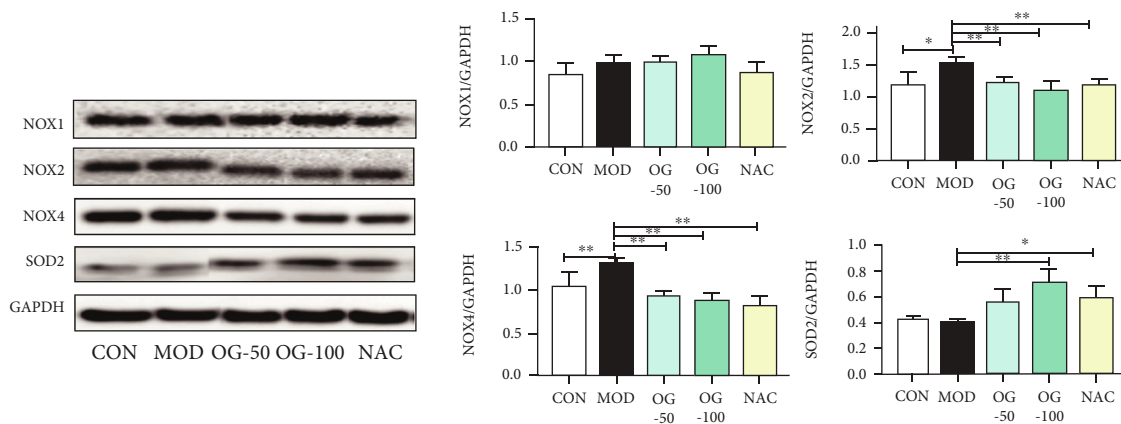 NOX1
NOX2
NOX4
SOD2
GAPDH
CON MOD OG-50 OG-100 NAC
NOX1/GAPDH
1.5
1.0
0.5
0.0
CON MOD OG OG NAC
-50 -100
NOX2/GAPDH
2.0
1.5
1.0
0.5
0.0
**
* ** **
CON MOD OG OG NAC
-50 -100
NOX4/GAPDH
1.5
1.0
0.5
0.0
**
**
** **
CON MOD OG OG NAC
-50 -100
SOD2/GAPDH
1.0
0.8
0.6
0.4
0.2
0.0
*
**
CON MOD OG OG NAC
-50 -100